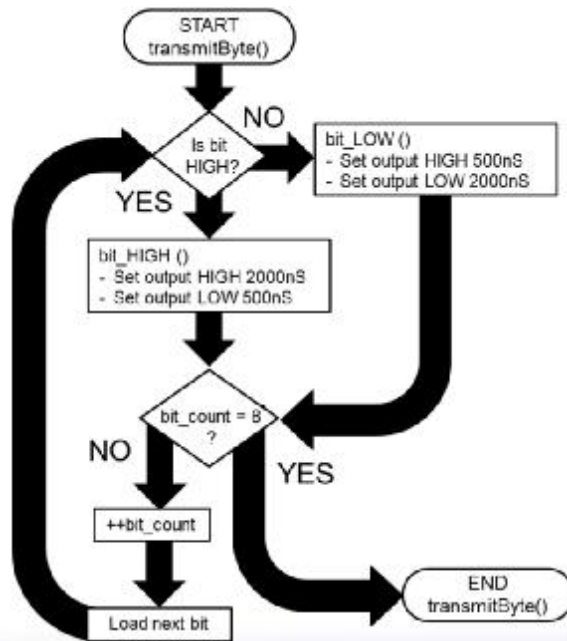 START
transmitByte()
Is bit
HIGH?
NO
bit_LOW ()
- Set output HIGH 500nS
- Set output LOW 2000nS
YES
bit_HIGH ()
- Set output HIGH 2000nS
- Set output LOW 500nS
bit_count = 8
?
NO
YES
++bit_count
Load next bit
END
transmitByte()